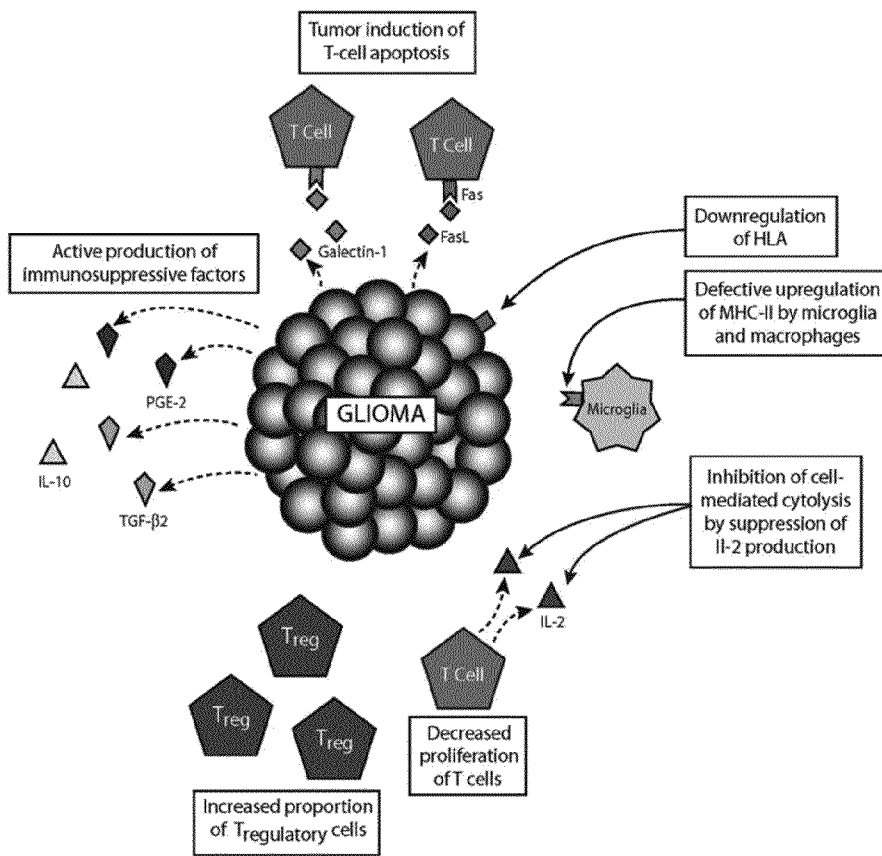 Tumor induction of
T-cell apoptosis
T Cell
T Cell
Fas
FasL
Galectin-1
Downregulation
of HLA
Active production of
immunosuppressive factors
Defective upregulation
of MHC-II by microglia
and macrophages
PGE-2
GLIOMA
Microglia
IL-10
TGF-β2
Inhibition of cell-
mediated cytolysis
by suppression of
Il-2 production
IL-2
Treg
Treg
Treg
T Cell
Decreased
proliferation
of T cells
Increased proportion
of Tregulatory cells